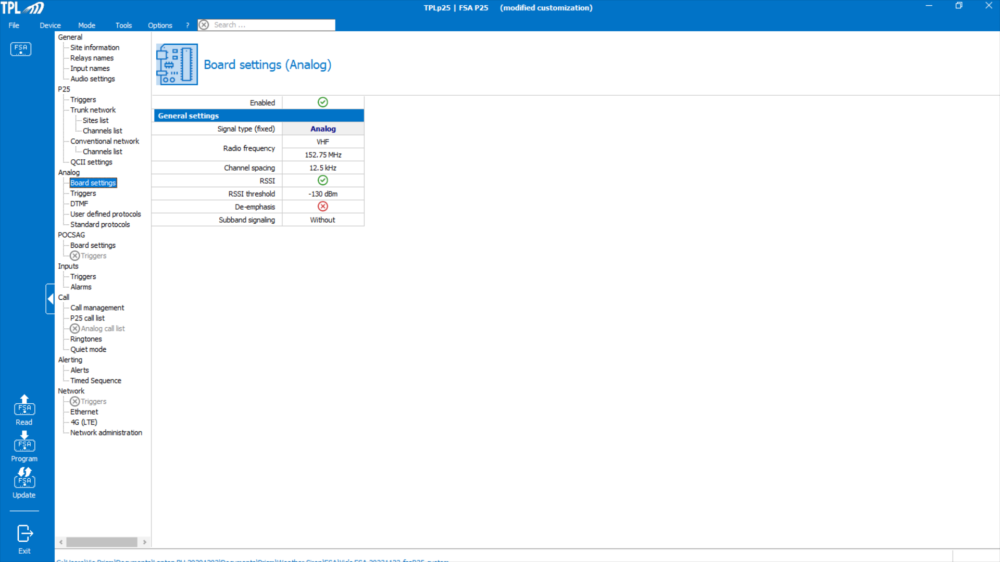 TPL
TPLp25 | FSA P25 (modified customization)
File Device Mode Tools Options ? Search ...
FSA
General
Site information
Relays names
Input names
Audio settings
P25
Triggers
Trunk network
Sites list
Channels list
Conventional network
Channels list
QCII settings
Analog
Board settings
Triggers
DTMF
User defined protocols
Standard protocols
POCSAG
Board settings
Triggers
Inputs
Triggers
Alarms
Call
Call management
P25 call list
Analog call list
Ringtones
Quiet mode
Alerting
Alerts
Timed Sequence
Network
Triggers
Ethernet
4G (LTE)
Network administration
FSA
Read
FSA
Program
FSA
Update
Exit
Board settings (Analog)
Enabled
General settings
Signal type (fixed) Analog
Radio frequency VHF
152.75 MHz
Channel spacing 12.5 kHz
RSSI
RSSI threshold -130 dBm
De-emphasis
Subband signaling Without